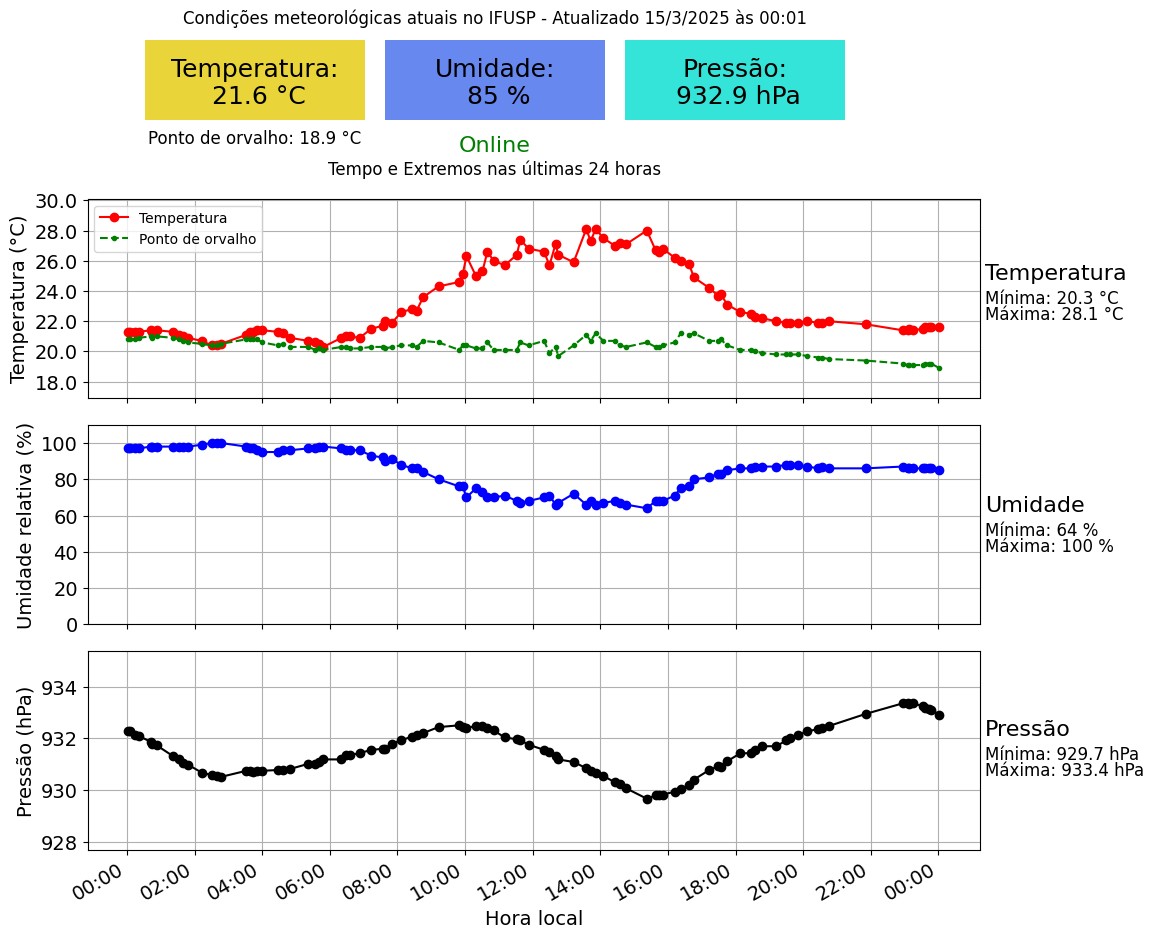 Condições meteorológicas atuais no IFUSP - Atualizado 15/3/2025 às 00:01
Temperatura:
21.6 °C
Umidade:
85 %
Pressão:
932.9 hPa
Ponto de orvalho: 18.9 °C
Online
Tempo e Extremos nas últimas 24 horas
Temperatura (°C)
30.0
28.0
26.0
24.0
22.0
20.0
18.0
Temperatura
Ponto de orvalho
Temperatura
Mínima: 20.3 °C
Máxima: 28.1 °C
Umidade relativa (%)
100
80
60
40
20
0
Umidade
Mínima: 64 %
Máxima: 100 %
Pressão (hPa)
934
932
930
928
Pressão
Mínima: 929.7 hPa
Máxima: 933.4 hPa
00:00 02:00 04:00 06:00 08:00 10:00 12:00 14:00 16:00 18:00 20:00 22:00 00:00
Hora local